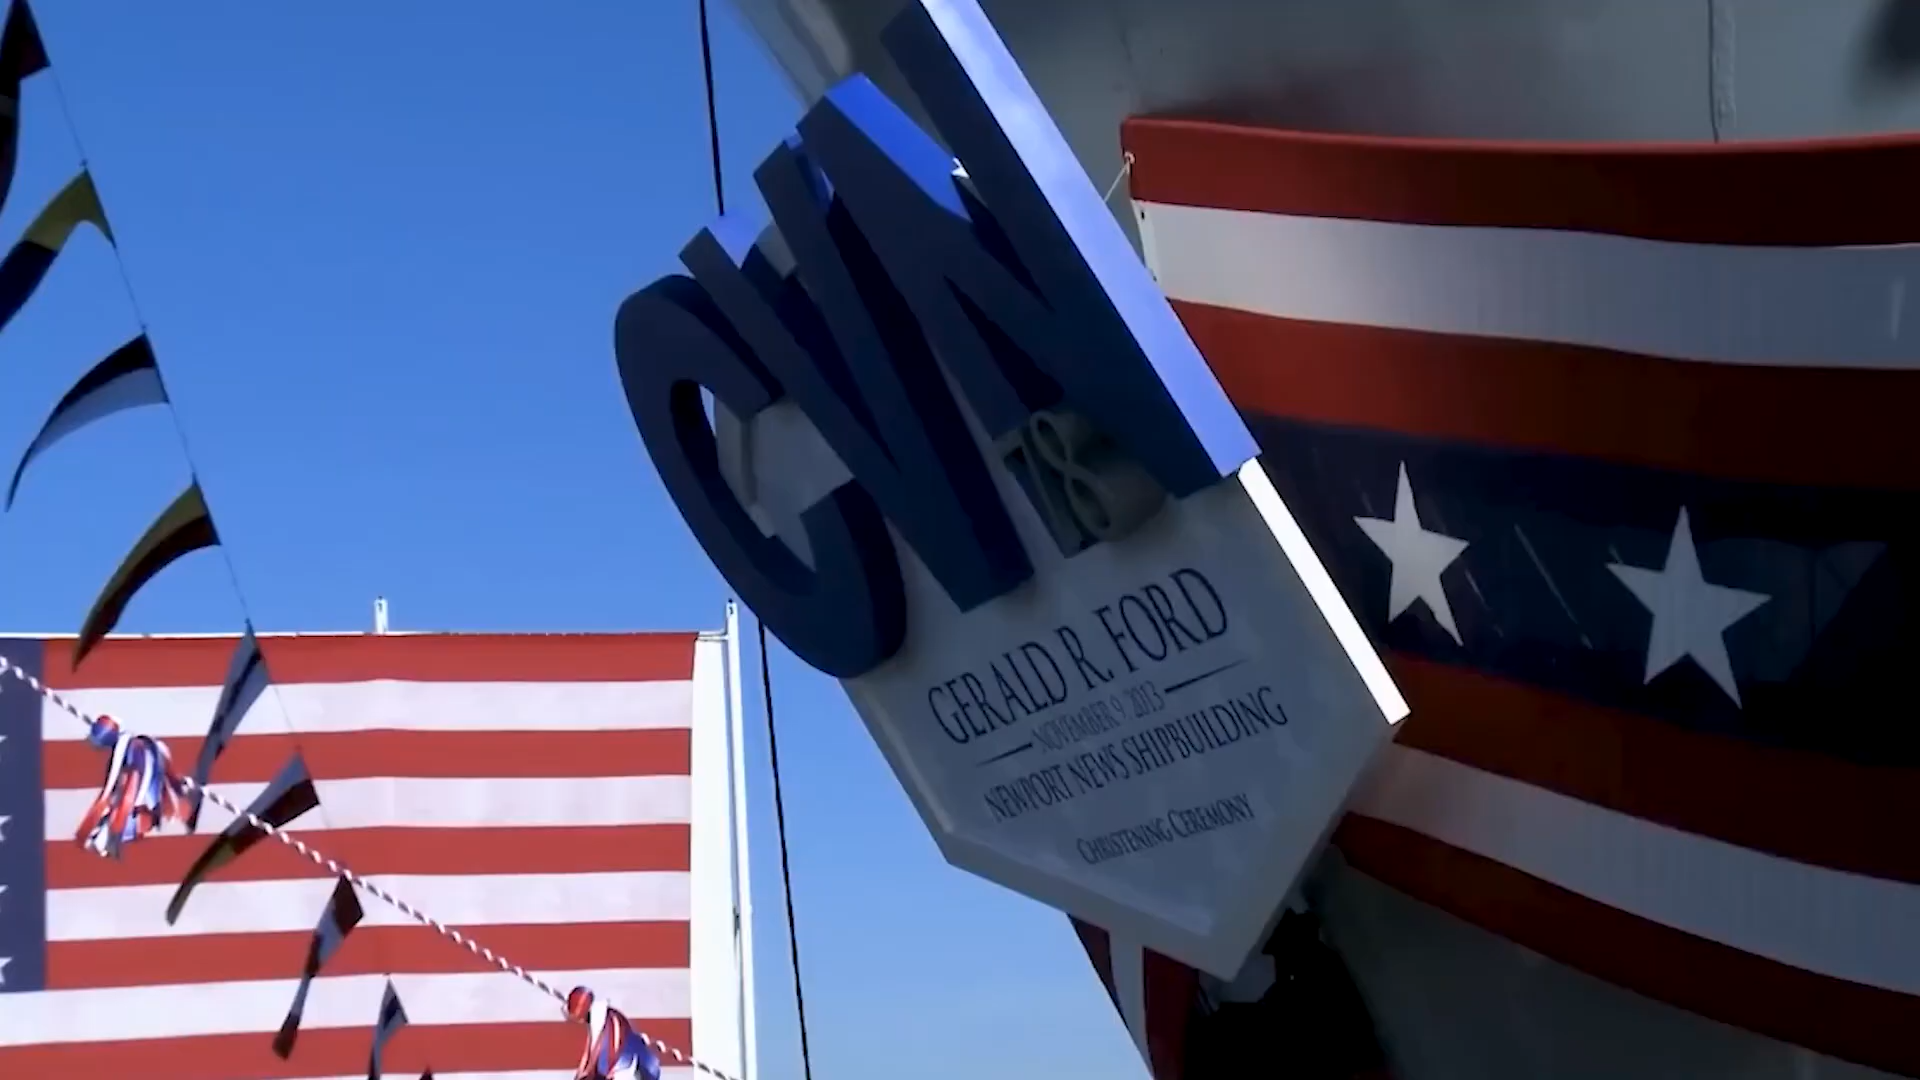 CVN
78
GERALD R. FORD
NOVEMBER 9, 2013
NEWPORT NEWS SHIPBUILDING
CHRISTENING CEREMONY